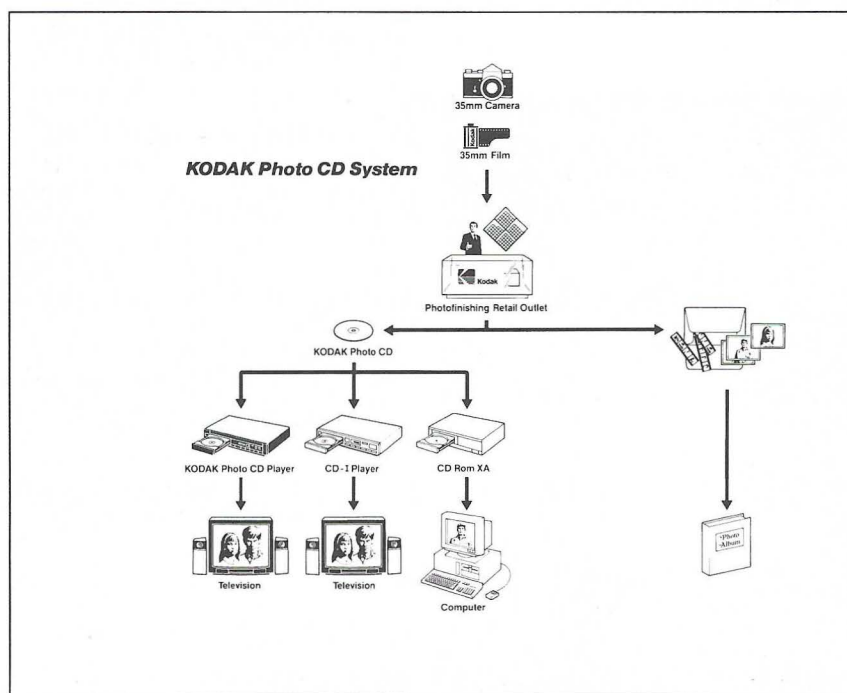 35mm Camera
Kodak
35mm Film
KODAK Photo CD System
Kodak
Photofinishing Retail Outlet
KODAK Photo CD
KODAK Photo CD Player
CD-I Player
CD Rom XA
Television
Television
Computer
Photo
Album